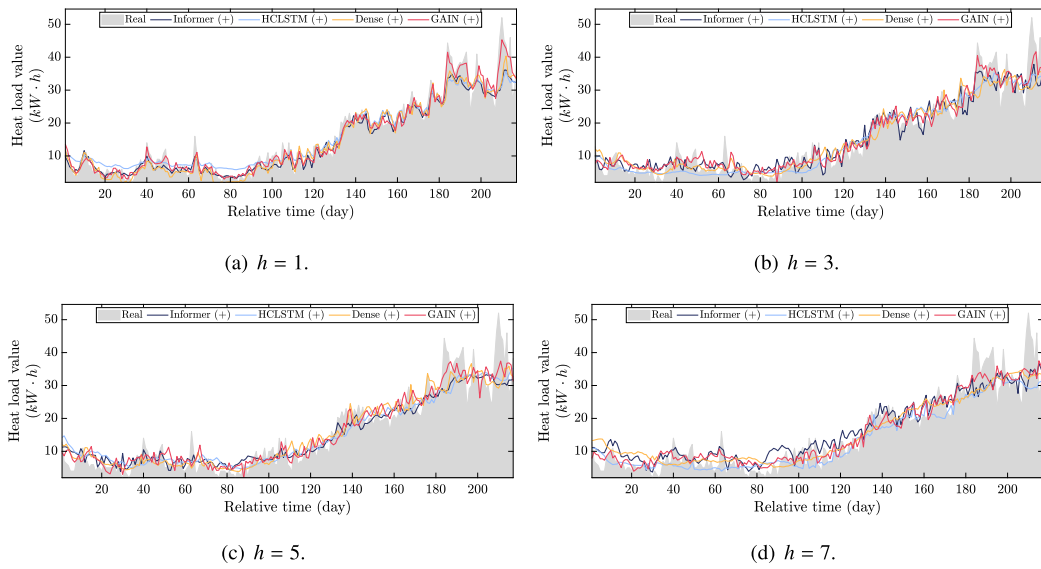 Real Informer (+) HCLSTM (+) Dense (+) GAIN (+)
50
40
30
20
10
Heat load value
(kW · h)
20 40 60 80 100 120 140 160 180 200
Relative time (day)
(a) h = 1.
Real Informer (+) HCLSTM (+) Dense (+) GAIN (+)
50
40
30
20
10
Heat load value
(kW · h)
20 40 60 80 100 120 140 160 180 200
Relative time (day)
(b) h = 3.
Real Informer (+) HCLSTM (+) Dense (+) GAIN (+)
50
40
30
20
10
Heat load value
(kW · h)
20 40 60 80 100 120 140 160 180 200
Relative time (day)
(c) h = 5.
Real Informer (+) HCLSTM (+) Dense (+) GAIN (+)
50
40
30
20
10
Heat load value
(kW · h)
20 40 60 80 100 120 140 160 180 200
Relative time (day)
(d) h = 7.